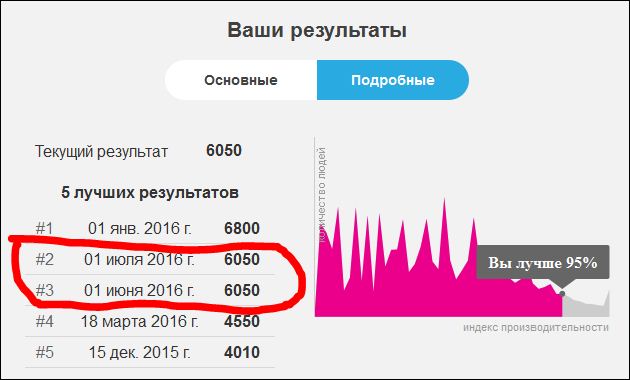 Ваши результаты
Основные Подробные
Текущий результат 6050
5 лучших результатов
#1 01 янв. 2016 г. 6800
#2 01 июля 2016 г. 6050
#3 01 июня 2016 г. 6050
#4 18 марта 2016 г. 4550
#5 15 дек. 2015 г. 4010
количество людей
Вы лучше 95%
индекс производительности